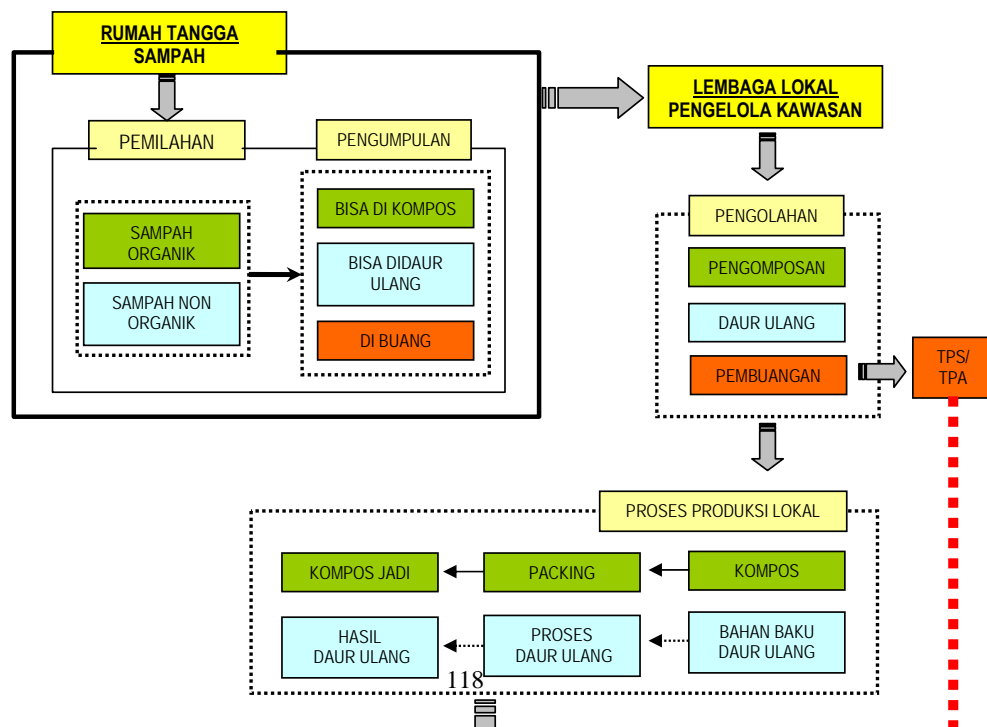 RUMAH TANGGA
SAMPAH
LEMBAGA LOKAL
PENGELOLA KAWASAN
PEMILAHAN
PENGUMPULAN
SAMPAH
ORGANIK
SAMPAH NON
ORGANIK
BISA DI KOMPOS
BISA DIDAUR
ULANG
DI BUANG
PENGOLAHAN
PENGOMPOSAN
DAUR ULANG
PEMBUANGAN
TPS/
TPA
PROSES PRODUKSI LOKAL
KOMPOS JADI
PACKING
KOMPOS
HASIL
DAUR ULANG
PROSES
DAUR ULANG
BAHAN BAKU
DAUR ULANG
118